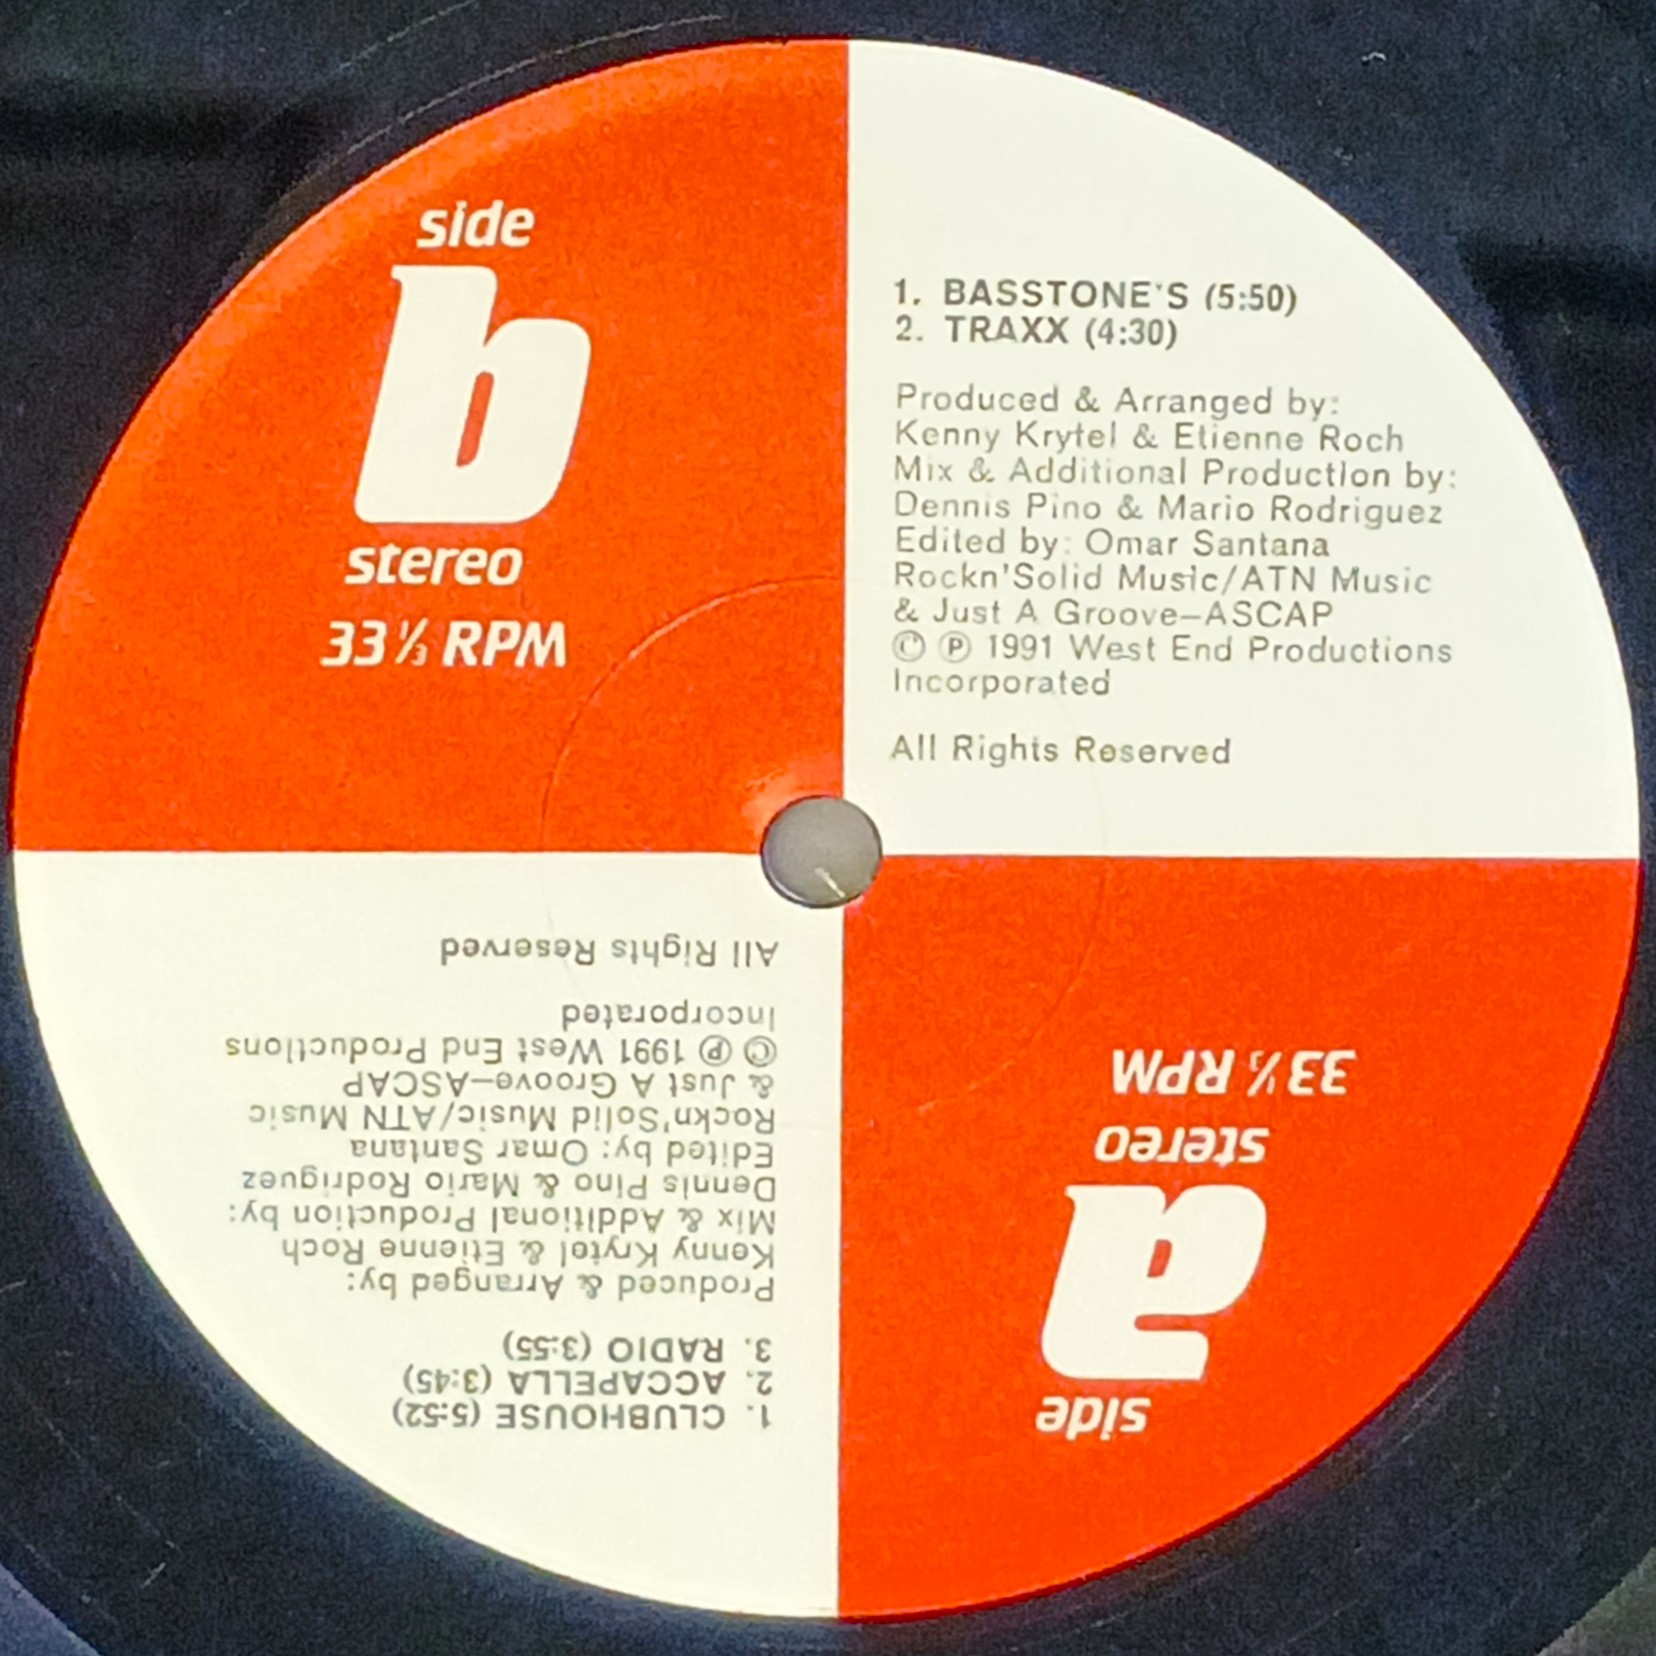 side
b
stereo
33 ⅓ RPM
1. BASSTONE'S (5:50)
2. TRAXX (4:30)
Produced & Arranged by:
Kenny Krytel & Etienne Roch
Mix & Additional Production by:
Dennis Pino & Mario Rodriguez
Edited by: Omar Santana
Rockn'Solid Music/ATN Music
& Just A Groove–ASCAP
© ℗ 1991 West End Productions
Incorporated
All Rights Reserved
side
a
stereo
33 ⅓ RPM
1. CLUBHOUSE (5:52)
2. ACCAPELLA (3:45)
3. RADIO (3:55)
Produced & Arranged by:
Kenny Krytel & Etienne Roch
Mix & Additional Production by:
Dennis Pino & Mario Rodriguez
Edited by: Omar Santana
Rockn'Solid Music/ATN Music
& Just A Groove–ASCAP
© ℗ 1991 West End Productions
Incorporated
All Rights Reserved